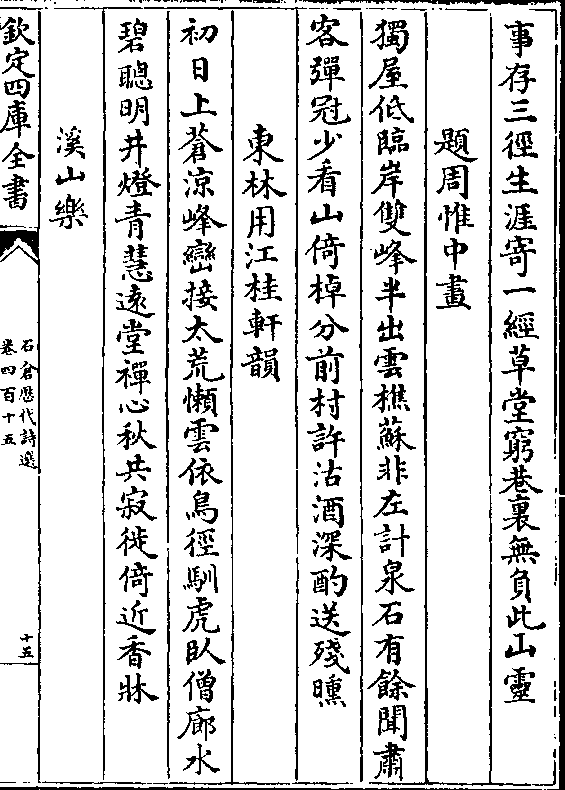 事存三徑生涯寄一經草堂窮巷裏無負此山靈
題周惟中畫
獨屋低臨岸雙峰半出雲樵蘇非左計泉石有餘聞肅
客彈冠少看山倚棹分前村許沽酒深酌送殘曛
東林用江桂軒韻
初日上蒼涼峰巒接太荒懶雲依鳥徑馴虎臥僧廊水
碧聰明井燈青慧遠堂禪心秋共寂徙倚近香牀
溪山樂
欽定四庫全書
石倉歷代詩選
卷四百十五
十五